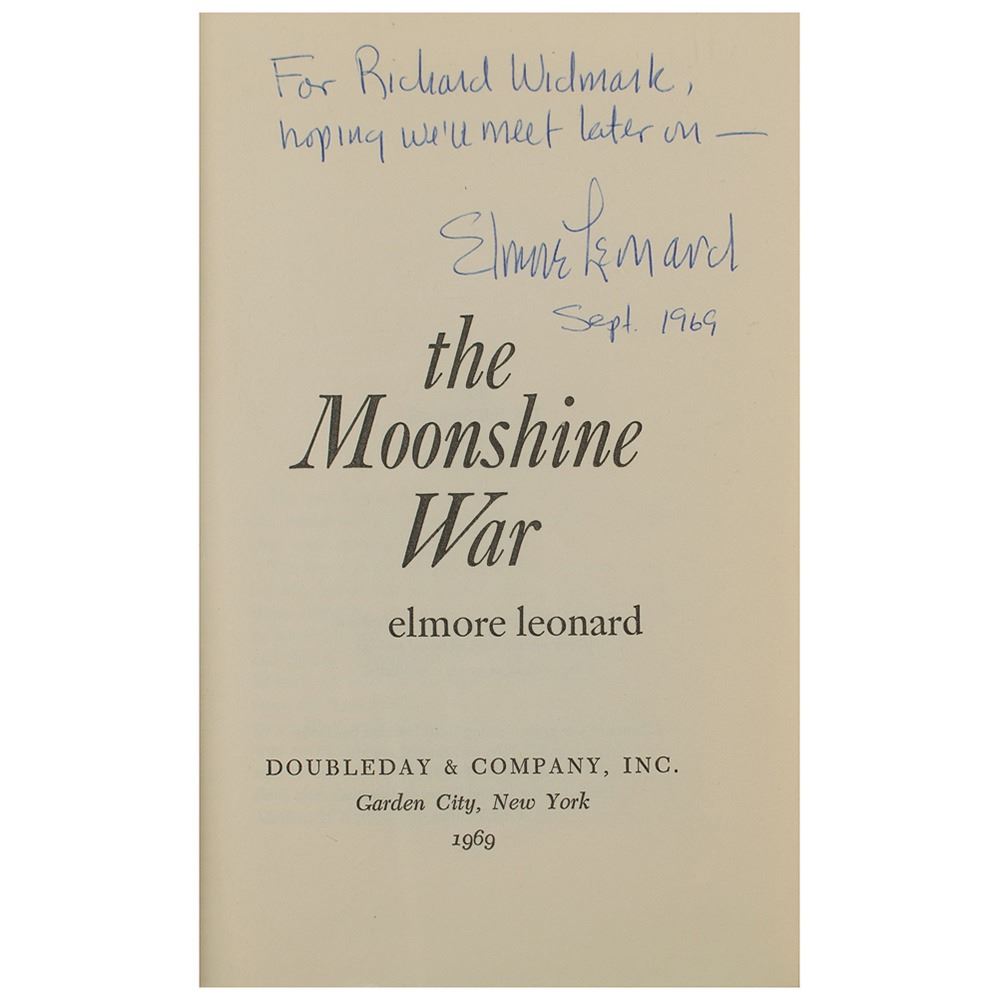 For Richard Widmark,
hoping we'll meet later on —
Elmore Leonard
Sept. 1969
the
Moonshine
War
elmore leonard
DOUBLEDAY & COMPANY, INC.
Garden City, New York
1969